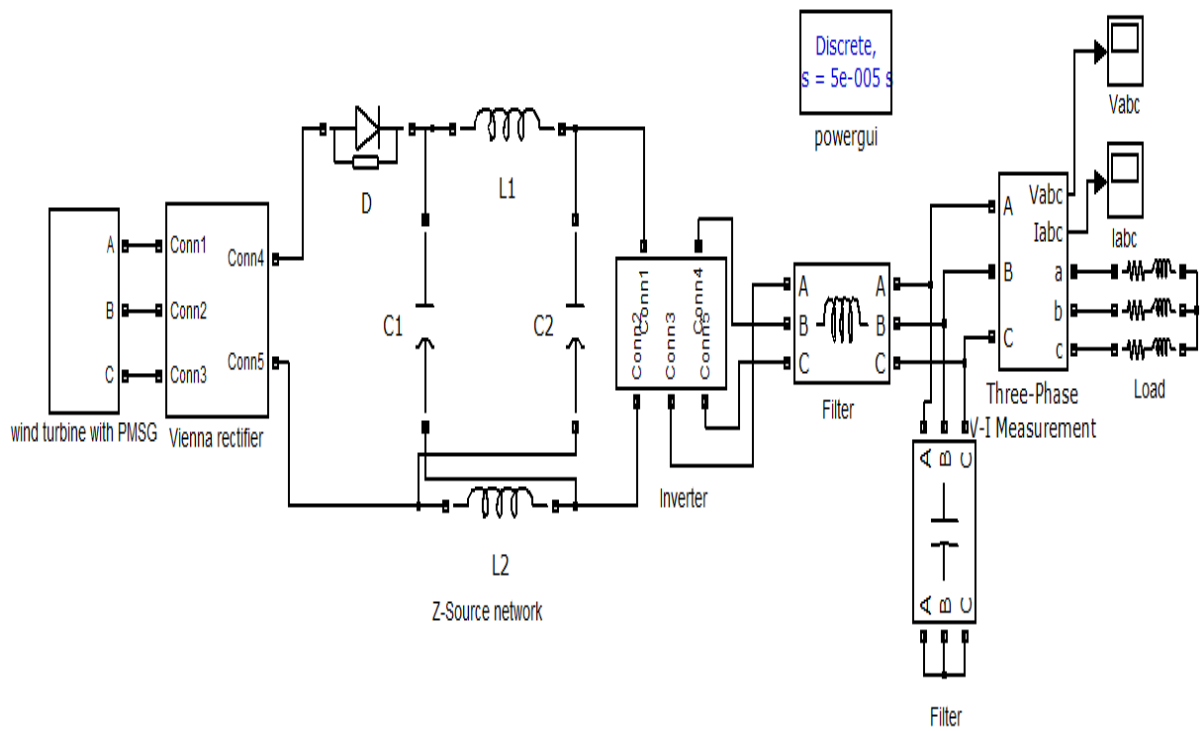 Discrete,
s = 5e-005 s
powergui
Vabc
Iabc
D
L1
C1
C2
L2
Z-Source network
A
B
C
wind turbine with PMSG
Conn1
Conn2
Conn3
Conn4
Conn5
Vienna rectifier
Conn1
Conn2
Conn3
Conn4
Conn5
Inverter
A
B
C
A
B
C
Filter
A
B
C
Vabc
Iabc
a
b
c
Three-Phase
V-I Measurement
Load
A
B
C
A
B
C
Filter